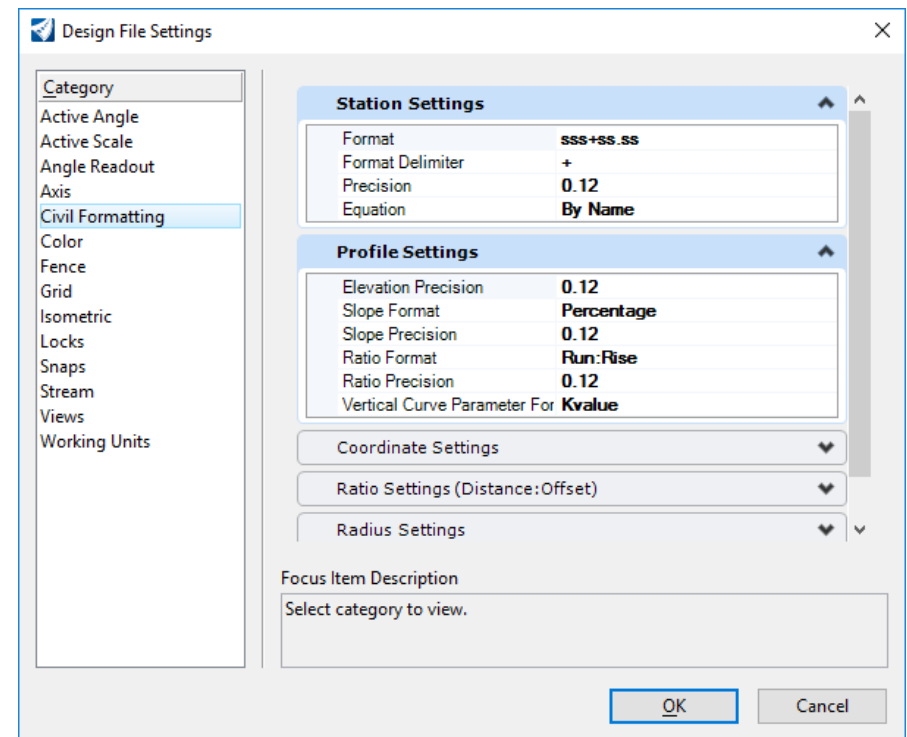 Design File Settings
Category
Active Angle
Active Scale
Angle Readout
Axis
Civil Formatting
Color
Fence
Grid
Isometric
Locks
Snaps
Stream
Views
Working Units
Station Settings
Format sss+ss.ss
Format Delimiter +
Precision 0.12
Equation By Name
Profile Settings
Elevation Precision 0.12
Slope Format Percentage
Slope Precision 0.12
Ratio Format Run:Rise
Ratio Precision 0.12
Vertical Curve Parameter For Kvalue
Coordinate Settings
Ratio Settings (Distance:Offset)
Radius Settings
Focus Item Description
Select category to view.
OK Cancel